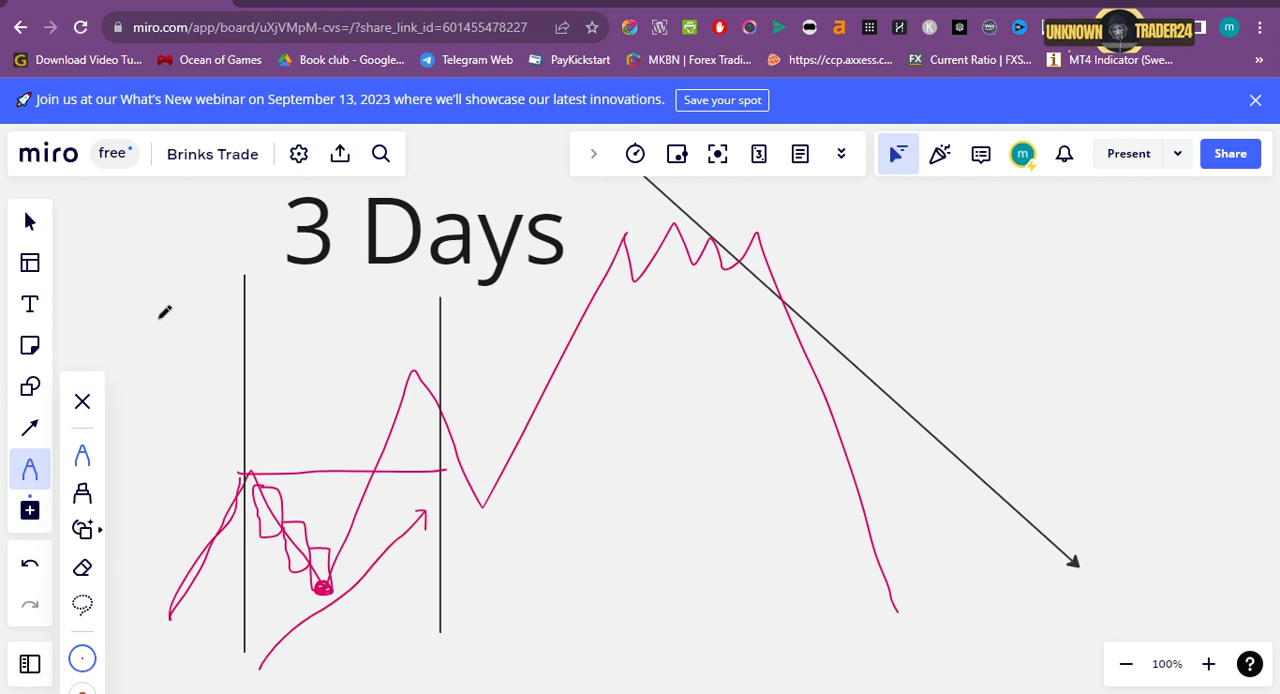 miro.com/app/board/uXjVMpM-cvs=/?share_link_id=601455478227
UNKNOWN TRADER24
Download Video Tu...
Ocean of Games
Book club - Google...
Telegram Web
PayKickstart
MKBN | Forex Tradi...
https://ccp.axxess.c...
Current Ratio | FXS...
MT4 Indicator (Swe...
»
🚀 Join us at our What's New webinar on September 13, 2023 where we'll showcase our latest innovations.
Save your spot
miro
free
Brinks Trade
Present
Share
3 Days
100%